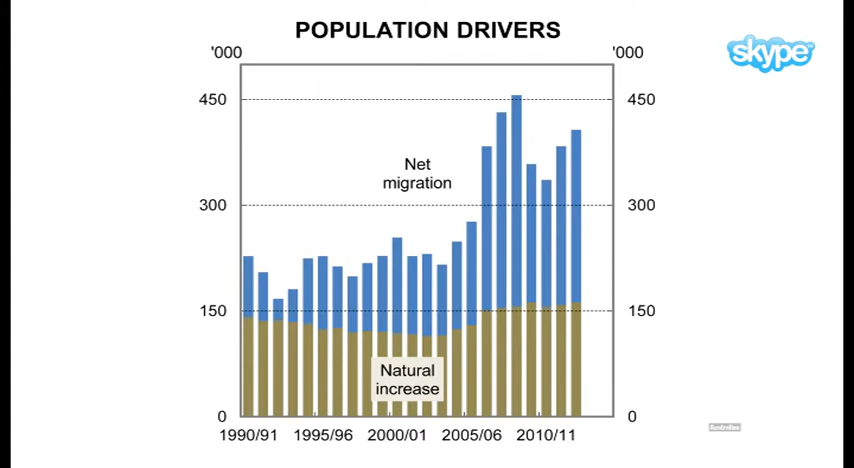 POPULATION DRIVERS
'000
'000
skype
450
450
Net
migration
300
300
150
150
Natural
increase
0
0
1990/91
1995/96
2000/01
2005/06
2010/11